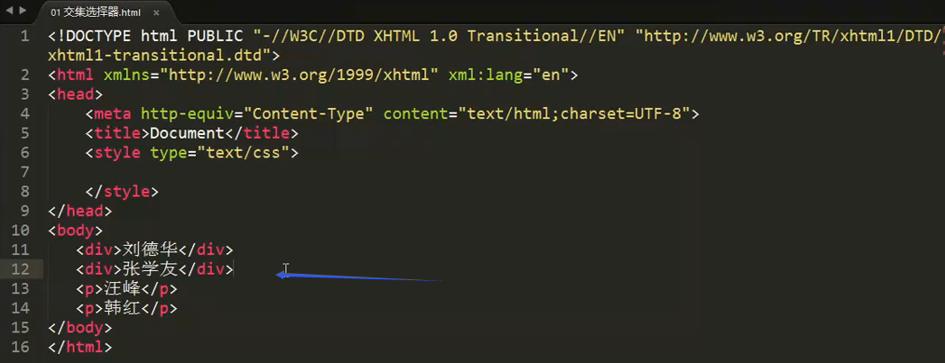 01 交集选择器.html ×
1 <!DOCTYPE html PUBLIC "-//W3C//DTD XHTML 1.0 Transitional//EN" "http://www.w3.org/TR/xhtml1/DTD/
xhtml1-transitional.dtd">
2 <html xmlns="http://www.w3.org/1999/xhtml" xml:lang="en">
3 <head>
4 <meta http-equiv="Content-Type" content="text/html;charset=UTF-8">
5 <title>Document</title>
6 <style type="text/css">
7
8 </style>
9 </head>
10 <body>
11 <div>刘德华</div>
12 <div>张学友</div>
13 <p>汪峰</p>
14 <p>韩红</p>
15 </body>
16 </html>